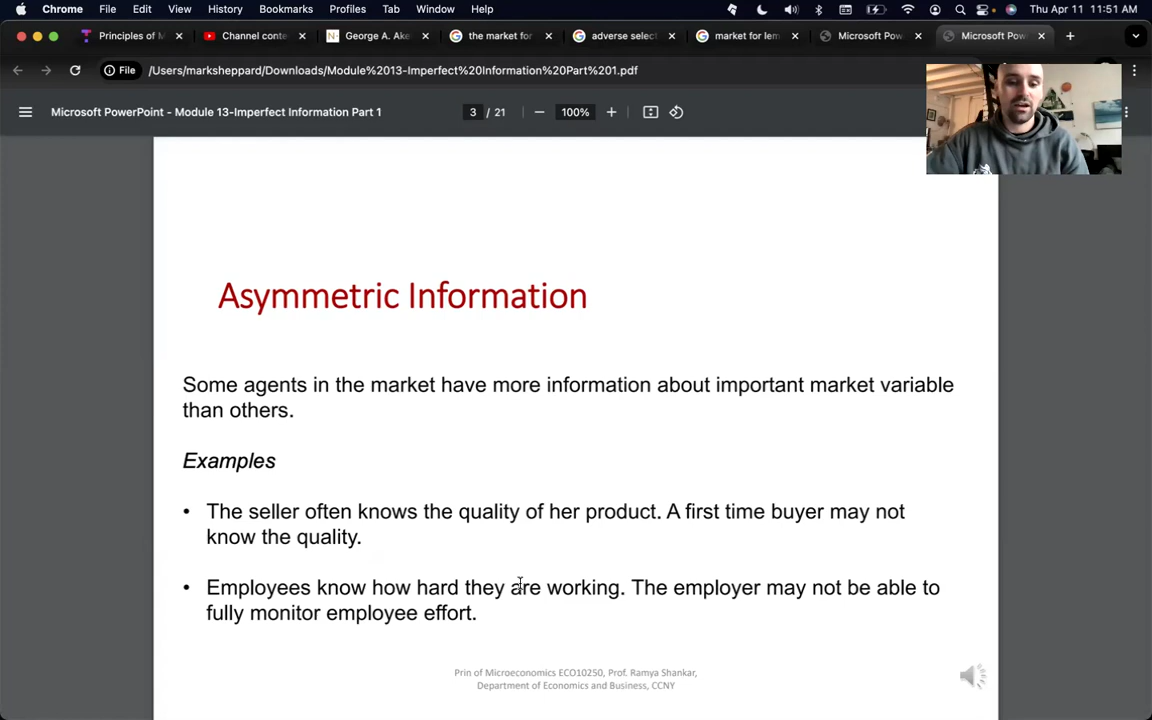 Chrome File Edit View History Bookmarks Profiles Tab Window Help Thu Apr 11 11:51 AM
Principles of M Channel conte N George A. Ake the market for adverse select market for lem Microsoft Pow Microsoft Pow
File /Users/marksheppard/Downloads/Module%2013-Imperfect%20Information%20Part%201.pdf
Microsoft PowerPoint - Module 13-Imperfect Information Part 1 3 / 21 100%
Asymmetric Information
Some agents in the market have more information about important market variable
than others.
Examples
• The seller often knows the quality of her product. A first time buyer may not
know the quality.
• Employees know how hard they are working. The employer may not be able to
fully monitor employee effort.
Prin of Microeconomics ECO10250, Prof. Ramya Shankar,
Department of Economics and Business, CCNY